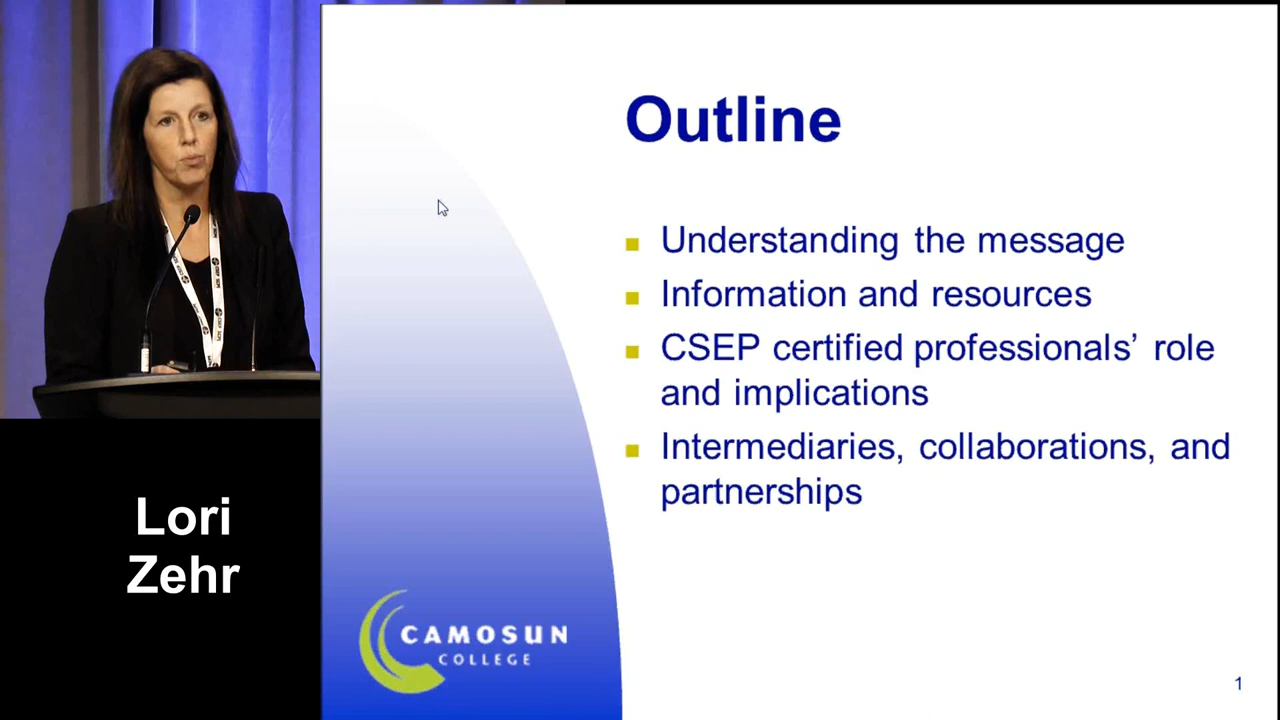 Lori
Zehr
Outline
Understanding the message
Information and resources
CSEP certified professionals’ role
and implications
Intermediaries, collaborations, and
partnerships
CAMOSUN
COLLEGE
1